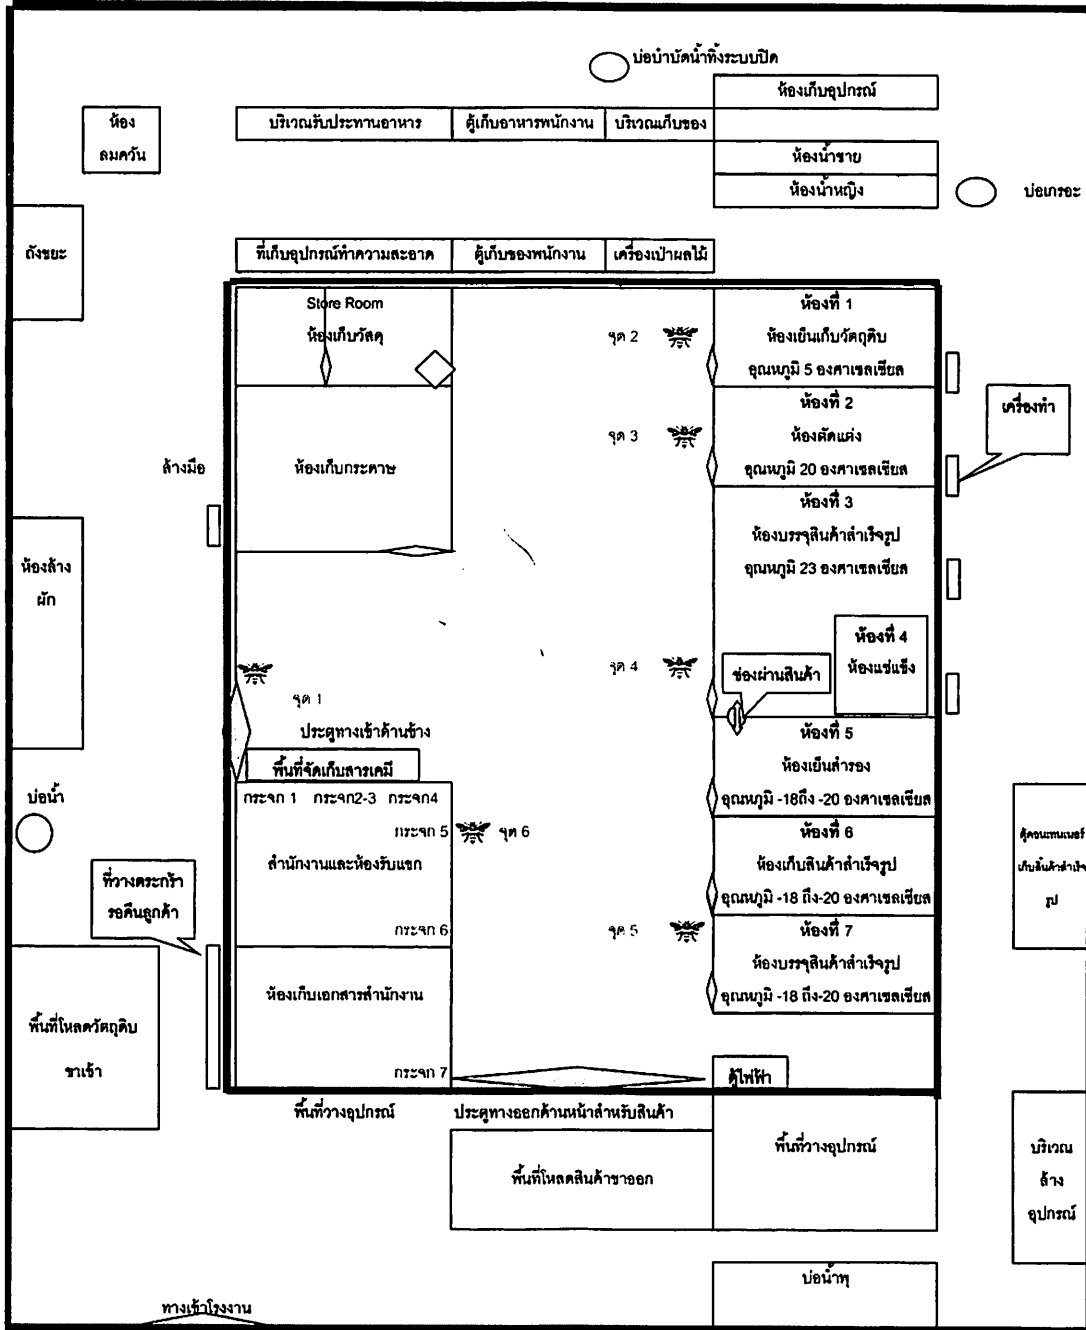 บ่อบำบัดน้ำทิ้งระบบปิด
ห้องเก็บอุปกรณ์
ห้อง
ลมควัน
บริเวณรับประทานอาหาร
ตู้เก็บอาหารพนักงาน
บริเวณเก็บของ
ห้องน้ำชาย
ห้องน้ำหญิง
บ่อเกรอะ
ถังขยะ
ที่เก็บอุปกรณ์ทำความสะอาด
ตู้เก็บของพนักงาน
เครื่องเป่าผลไม้
Store Room
ห้องเก็บวัสดุ
จุด 2
ห้องที่ 1
ห้องเย็นเก็บวัตถุดิบ
อุณหภูมิ 5 องศาเซลเซียส
ห้องที่ 2
ห้องตัดแต่ง
อุณหภูมิ 20 องศาเซลเซียส
จุด 3
เครื่องทำ
ล้างมือ
ห้องเก็บกระดาษ
ห้องที่ 3
ห้องบรรจุสินค้าสำเร็จรูป
อุณหภูมิ 23 องศาเซลเซียส
ห้องล้าง
ผัก
ห้องที่ 4
ห้องแช่แข็ง
จุด 4
ช่องผ่านสินค้า
จุด 1
ประตูทางเข้าด้านข้าง
พื้นที่จัดเก็บสารเคมี
ห้องที่ 5
ห้องเย็นสำรอง
อุณหภูมิ -18ถึง -20 องศาเซลเซียส
บ่อน้ำ
กระจก 1 กระจก2-3 กระจก4
กระจก 5
จุด 6
สำนักงานและห้องรับแขก
กระจก 6
ห้องที่ 6
ห้องเก็บสินค้าสำเร็จรูป
อุณหภูมิ -18 ถึง-20 องศาเซลเซียส
ตู้คอนเทนเนอร์
เก็บสินค้าสำเร็จ
รูป
ที่วางตระกร้า
รอคืนลูกค้า
จุด 5
ห้องที่ 7
ห้องบรรจุสินค้าสำเร็จรูป
อุณหภูมิ -18 ถึง-20 องศาเซลเซียส
ห้องเก็บเอกสารสำนักงาน
พื้นที่โหลดวัตถุดิบ
ขาเข้า
กระจก 7
ตู้ไฟฟ้า
พื้นที่วางอุปกรณ์
ประตูทางออกด้านหน้าสำหรับสินค้า
พื้นที่โหลดสินค้าขาออก
พื้นที่วางอุปกรณ์
บริเวณ
ล้าง
อุปกรณ์
บ่อน้ำพุ
ทางเข้าโรงงาน